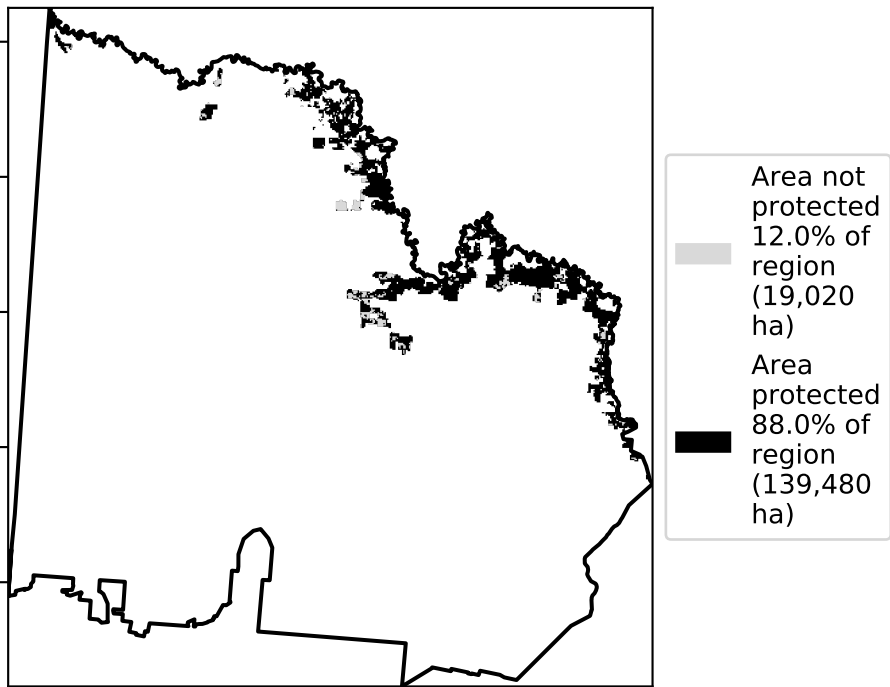 Area not
protected
12.0% of
region
(19,020
ha)
Area
protected
88.0% of
region
(139,480
ha)